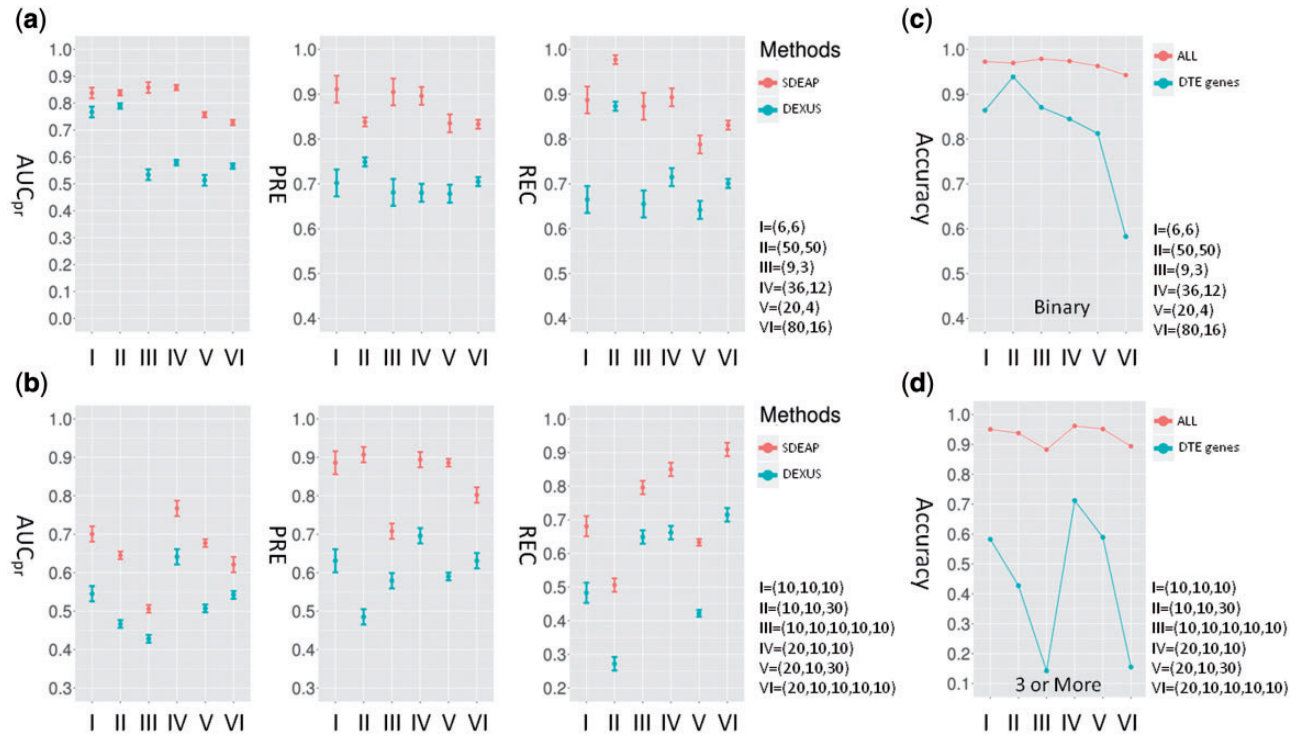 (a)
1.0
0.9
0.8
0.7
0.6
0.5
0.4
0.3
0.2
0.1
0.0
AUCpr
I II III IV V VI
1.0
0.9
0.8
0.7
0.6
0.5
0.4
PRE
I II III IV V VI
1.0
0.9
0.8
0.7
0.6
0.5
0.4
REC
I II III IV V VI
Methods
SDEAP
DEXUS
I=(6,6)
II=(50,50)
III=(9,3)
IV=(36,12)
V=(20,4)
VI=(80,16)
(c)
1.0
0.9
0.8
0.7
0.6
0.5
0.4
Accuracy
Binary
I II III IV V VI
ALL
DTE genes
I=(6,6)
II=(50,50)
III=(9,3)
IV=(36,12)
V=(20,4)
VI=(80,16)
(b)
1.0
0.9
0.8
0.7
0.6
0.5
0.4
0.3
AUCpr
I II III IV V VI
1.0
0.9
0.8
0.7
0.6
0.5
0.4
0.3
PRE
I II III IV V VI
1.0
0.9
0.8
0.7
0.6
0.5
0.4
0.3
0.2
REC
I II III IV V VI
Methods
SDEAP
DEXUS
I=(10,10,10)
II=(10,10,30)
III=(10,10,10,10,10)
IV=(20,10,10)
V=(20,10,30)
VI=(20,10,10,10,10)
(d)
1.0
0.9
0.8
0.7
0.6
0.5
0.4
0.3
0.2
0.1
Accuracy
3 or More
I II III IV V VI
ALL
DTE genes
I=(10,10,10)
II=(10,10,30)
III=(10,10,10,10,10)
IV=(20,10,10)
V=(20,10,30)
VI=(20,10,10,10,10)